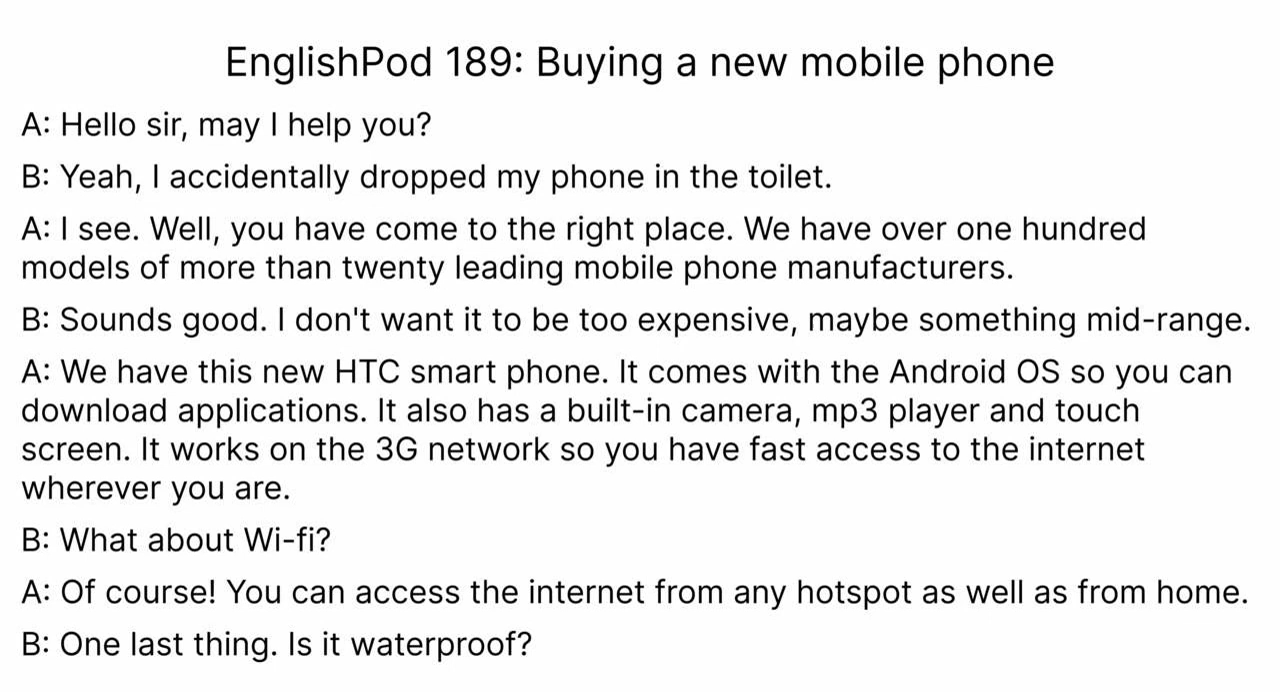 EnglishPod 189: Buying a new mobile phone
A: Hello sir, may I help you?
B: Yeah, I accidentally dropped my phone in the toilet.
A: I see. Well, you have come to the right place. We have over one hundred
models of more than twenty leading mobile phone manufacturers.
B: Sounds good. I don't want it to be too expensive, maybe something mid-range.
A: We have this new HTC smart phone. It comes with the Android OS so you can
download applications. It also has a built-in camera, mp3 player and touch
screen. It works on the 3G network so you have fast access to the internet
wherever you are.
B: What about Wi-fi?
A: Of course! You can access the internet from any hotspot as well as from home.
B: One last thing. Is it waterproof?